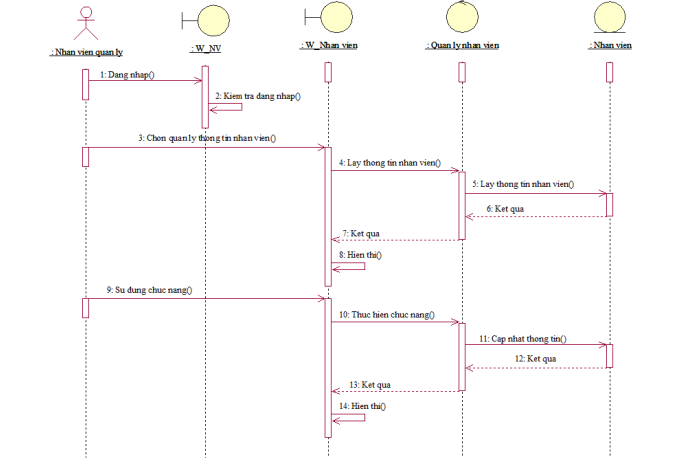 : Nhan vien quan ly
: W_NV
: W_Nhan vien
: Quan ly nhan vien
: Nhan vien
1: Dang nhap()
2: Kiem tra dang nhap()
3: Chon quan ly thong tin nhan vien()
4: Lay thong tin nhan vien()
5: Lay thong tin nhan vien()
6: Ket qua
7: Ket qua
8: Hien thi()
9: Su dung chuc nang()
10: Thuc hien chuc nang()
11: Cap nhat thong tin()
12: Ket qua
13: Ket qua
14: Hien thi()